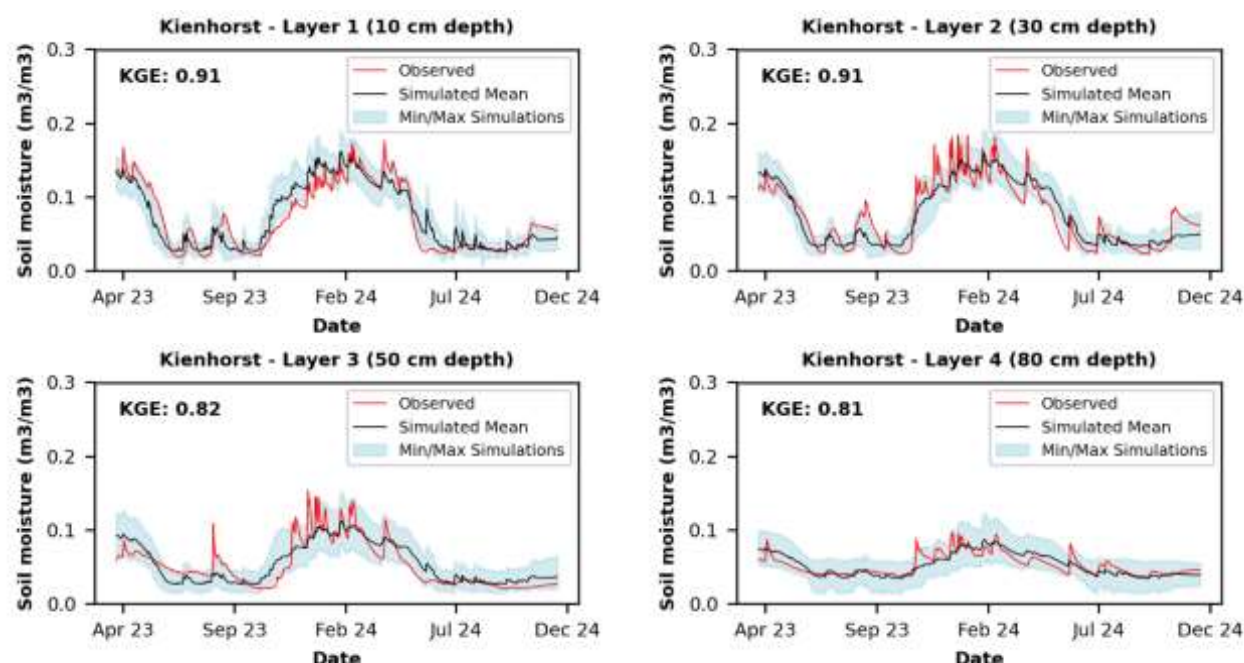 Kienhorst - Layer 1 (10 cm depth)
KGE: 0.91
Observed
Simulated Mean
Min/Max Simulations
Soil moisture (m3/m3)
0.3
0.2
0.1
0.0
Apr 23 Sep 23 Feb 24 Jul 24 Dec 24
Date
Kienhorst - Layer 2 (30 cm depth)
KGE: 0.91
Observed
Simulated Mean
Min/Max Simulations
Soil moisture (m3/m3)
0.3
0.2
0.1
0.0
Apr 23 Sep 23 Feb 24 Jul 24 Dec 24
Date
Kienhorst - Layer 3 (50 cm depth)
KGE: 0.82
Observed
Simulated Mean
Min/Max Simulations
Soil moisture (m3/m3)
0.3
0.2
0.1
0.0
Apr 23 Sep 23 Feb 24 Jul 24 Dec 24
Date
Kienhorst - Layer 4 (80 cm depth)
KGE: 0.81
Observed
Simulated Mean
Min/Max Simulations
Soil moisture (m3/m3)
0.3
0.2
0.1
0.0
Apr 23 Sep 23 Feb 24 Jul 24 Dec 24
Date